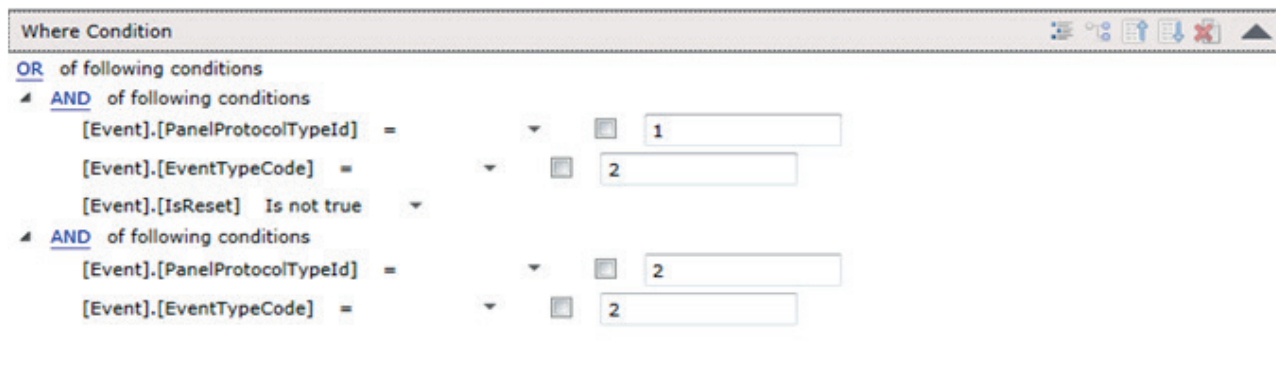 Where Condition
OR of following conditions
AND of following conditions
[Event].[PanelProtocolTypeId] = 1
[Event].[EventTypeCode] = 2
[Event].[IsReset] Is not true
AND of following conditions
[Event].[PanelProtocolTypeId] = 2
[Event].[EventTypeCode] = 2